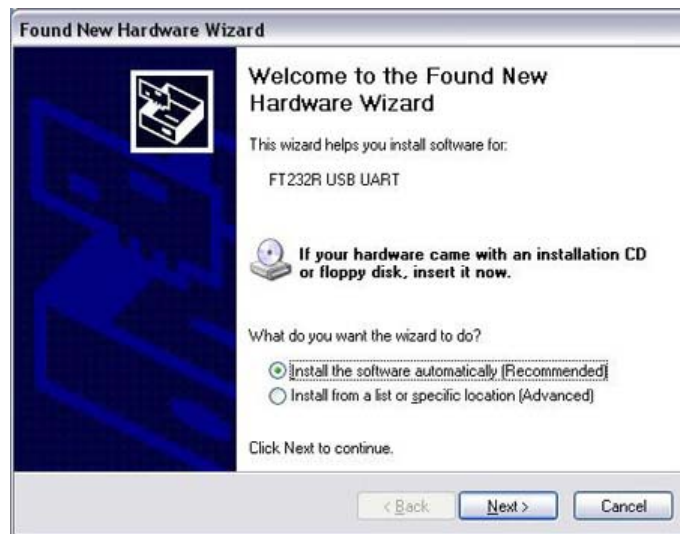 Found New Hardware Wizard
Welcome to the Found New
Hardware Wizard
This wizard helps you install software for:
FT232R USB UART
If your hardware came with an installation CD
or floppy disk, insert it now.
What do you want the wizard to do?
Install the software automatically (Recommended)
Install from a list or specific location (Advanced)
Click Next to continue.
< Back Next > Cancel